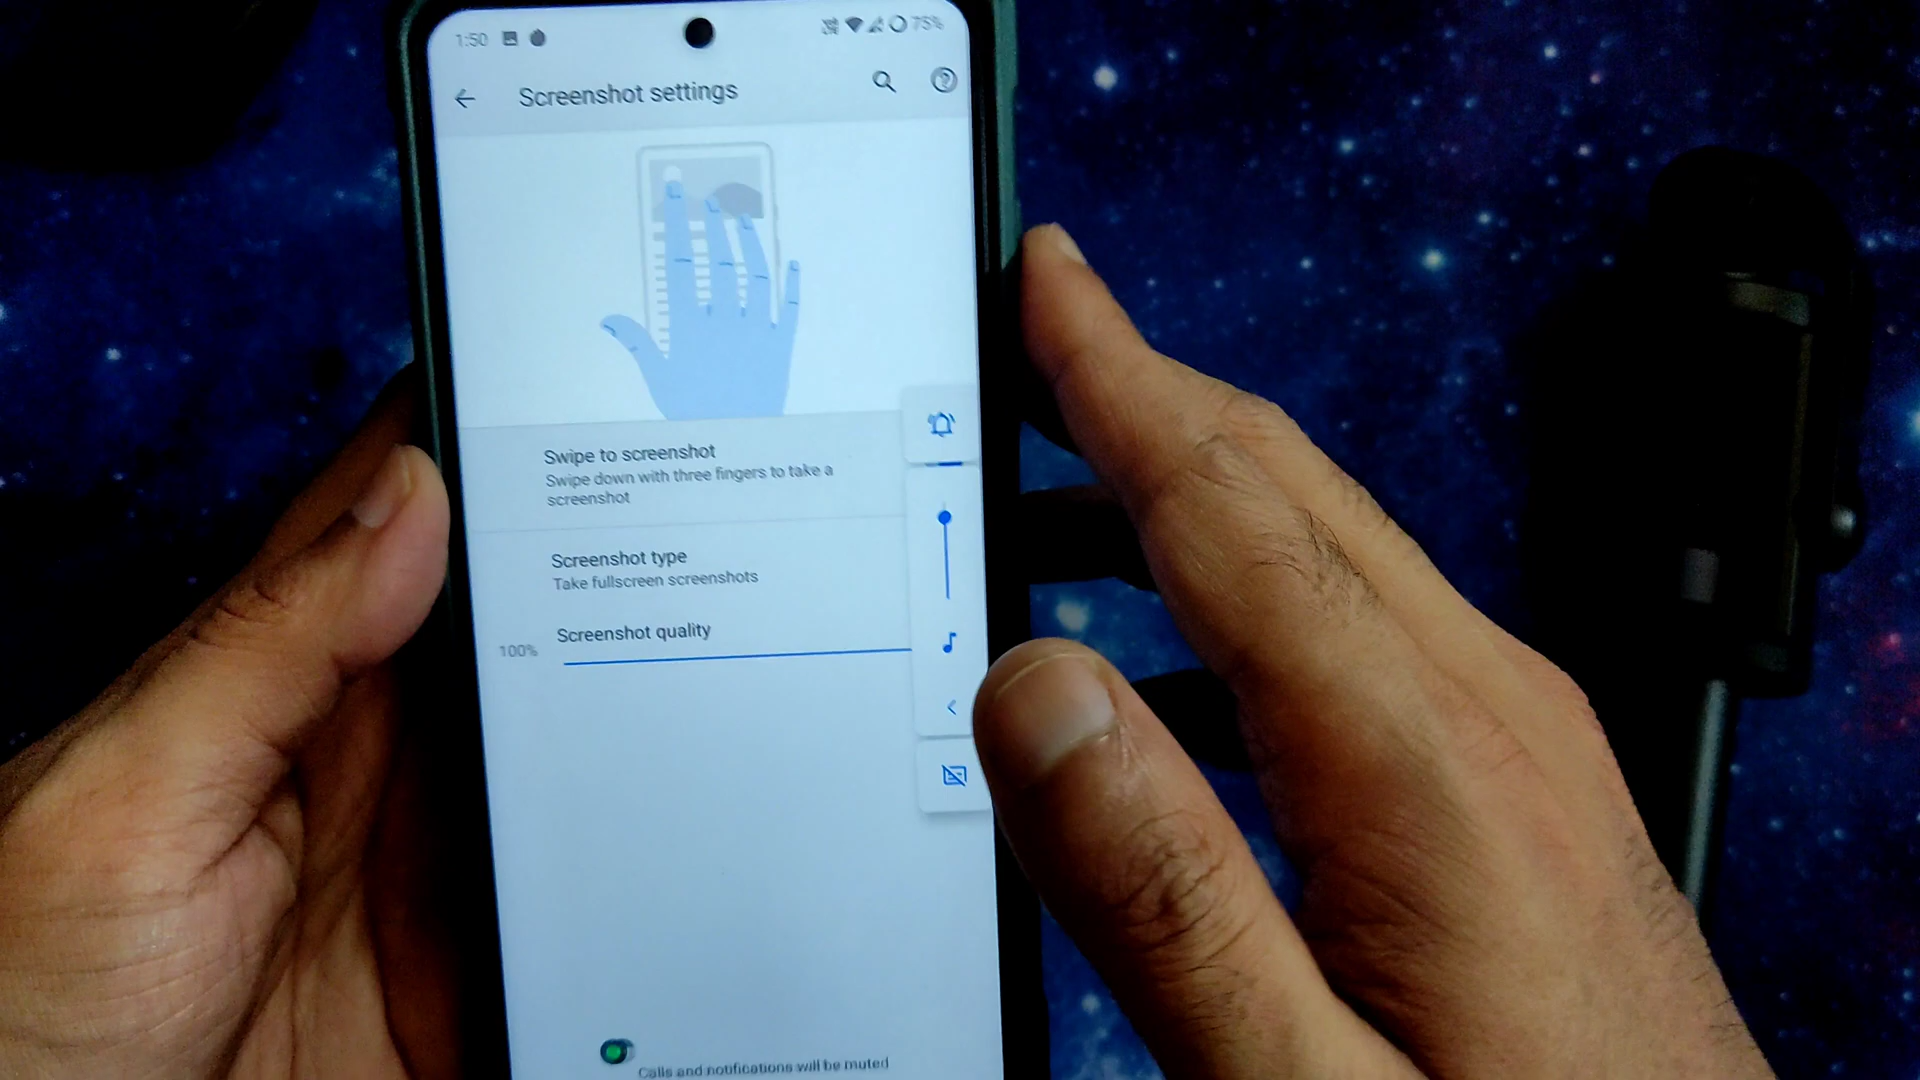 1:50
75%
Screenshot settings
Swipe to screenshot
Swipe down with three fingers to take a
screenshot
Screenshot type
Take fullscreen screenshots
Screenshot quality
100%
Calls and notifications will be muted